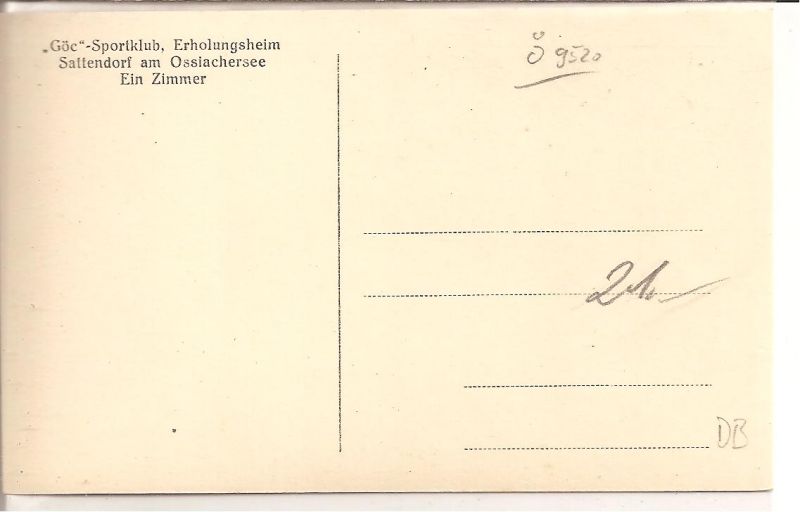 „Göc“-Sportklub, Erholungsheim
Sattendorf am Ossiachersee
Ein Zimmer
Ö 9520
21.-
DB